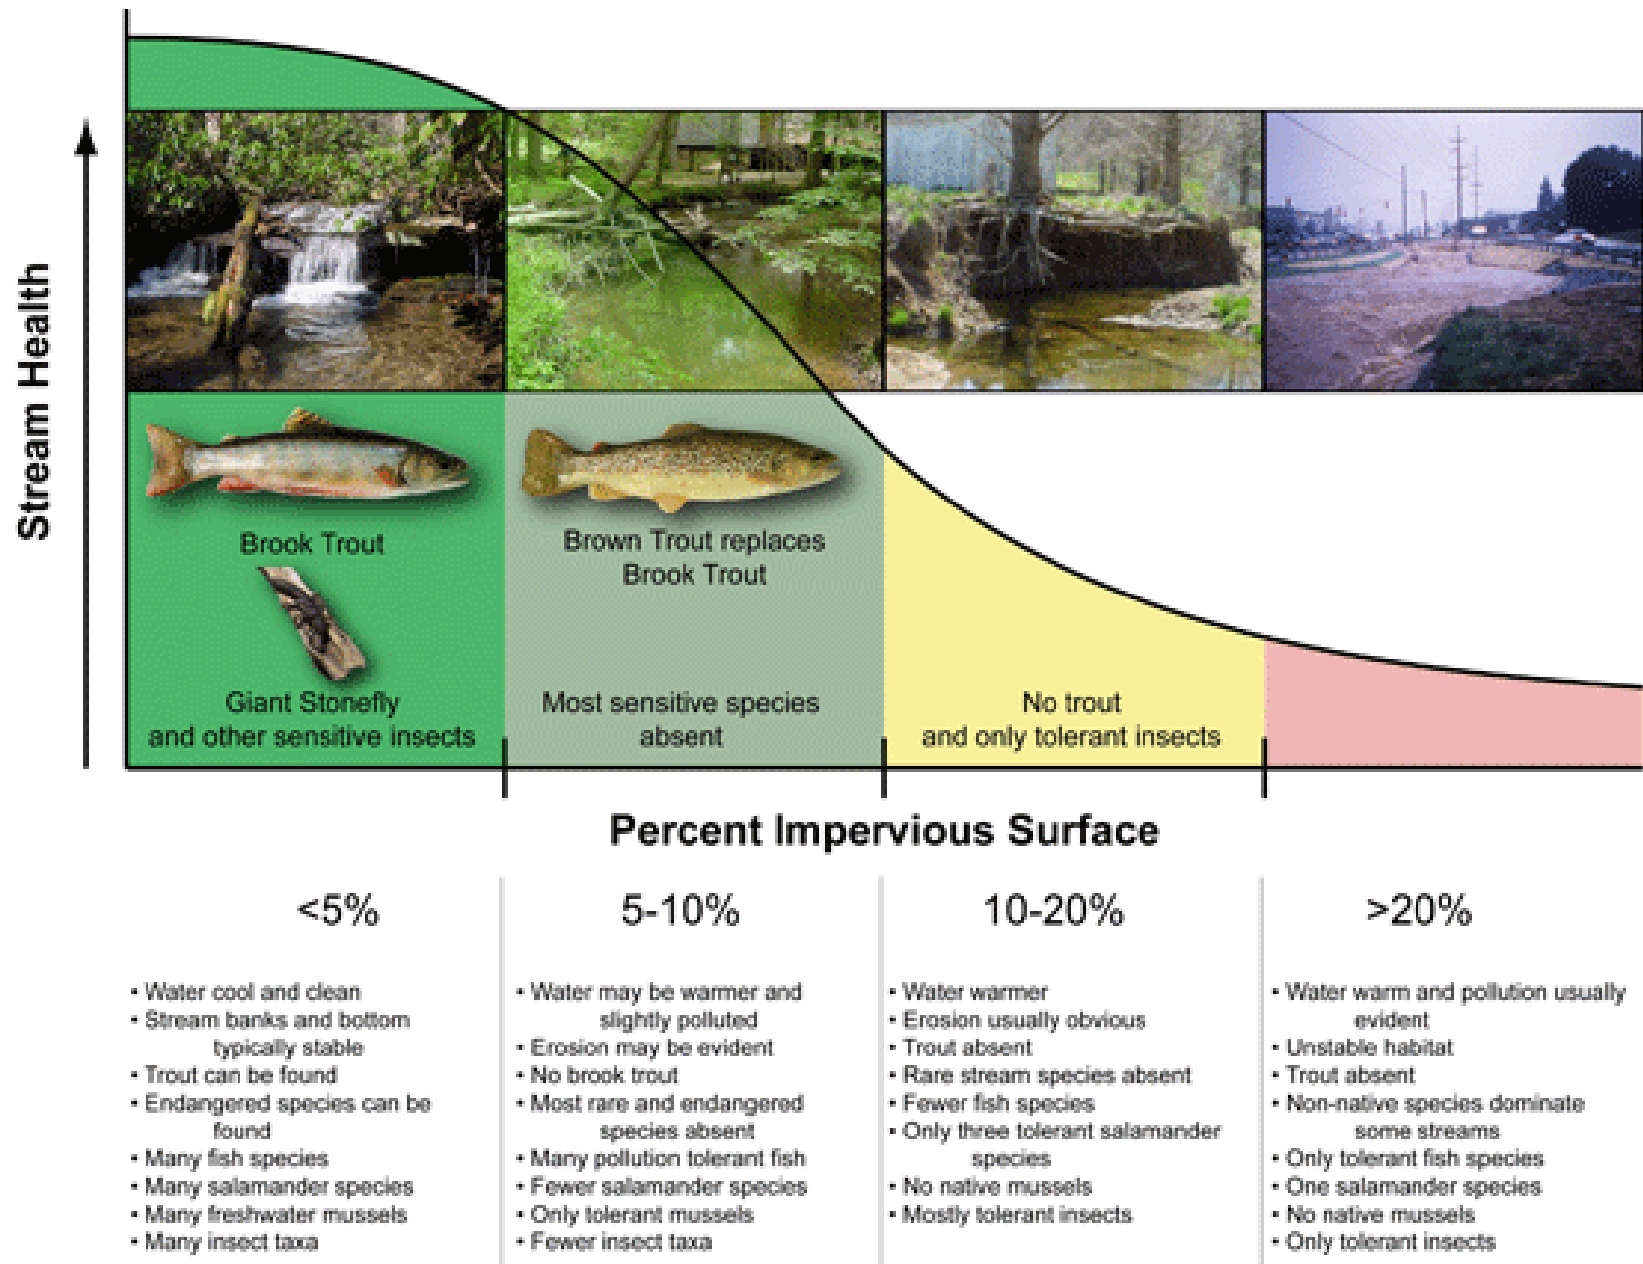 Stream Health
Brook Trout
Giant Stonefly
and other sensitive insects
Brown Trout replaces
Brook Trout
Most sensitive species
absent
No trout
and only tolerant insects
Percent Impervious Surface
<5%
• Water cool and clean
• Stream banks and bottom
typically stable
• Trout can be found
• Endangered species can be
found
• Many fish species
• Many salamander species
• Many freshwater mussels
• Many insect taxa
5-10%
• Water may be warmer and
slightly polluted
• Erosion may be evident
• No brook trout
• Most rare and endangered
species absent
• Many pollution tolerant fish
• Fewer salamander species
• Only tolerant mussels
• Fewer insect taxa
10-20%
• Water warmer
• Erosion usually obvious
• Trout absent
• Rare stream species absent
• Fewer fish species
• Only three tolerant salamander
species
• No native mussels
• Mostly tolerant insects
>20%
• Water warm and pollution usually
evident
• Unstable habitat
• Trout absent
• Non-native species dominate
some streams
• Only tolerant fish species
• One salamander species
• No native mussels
• Only tolerant insects